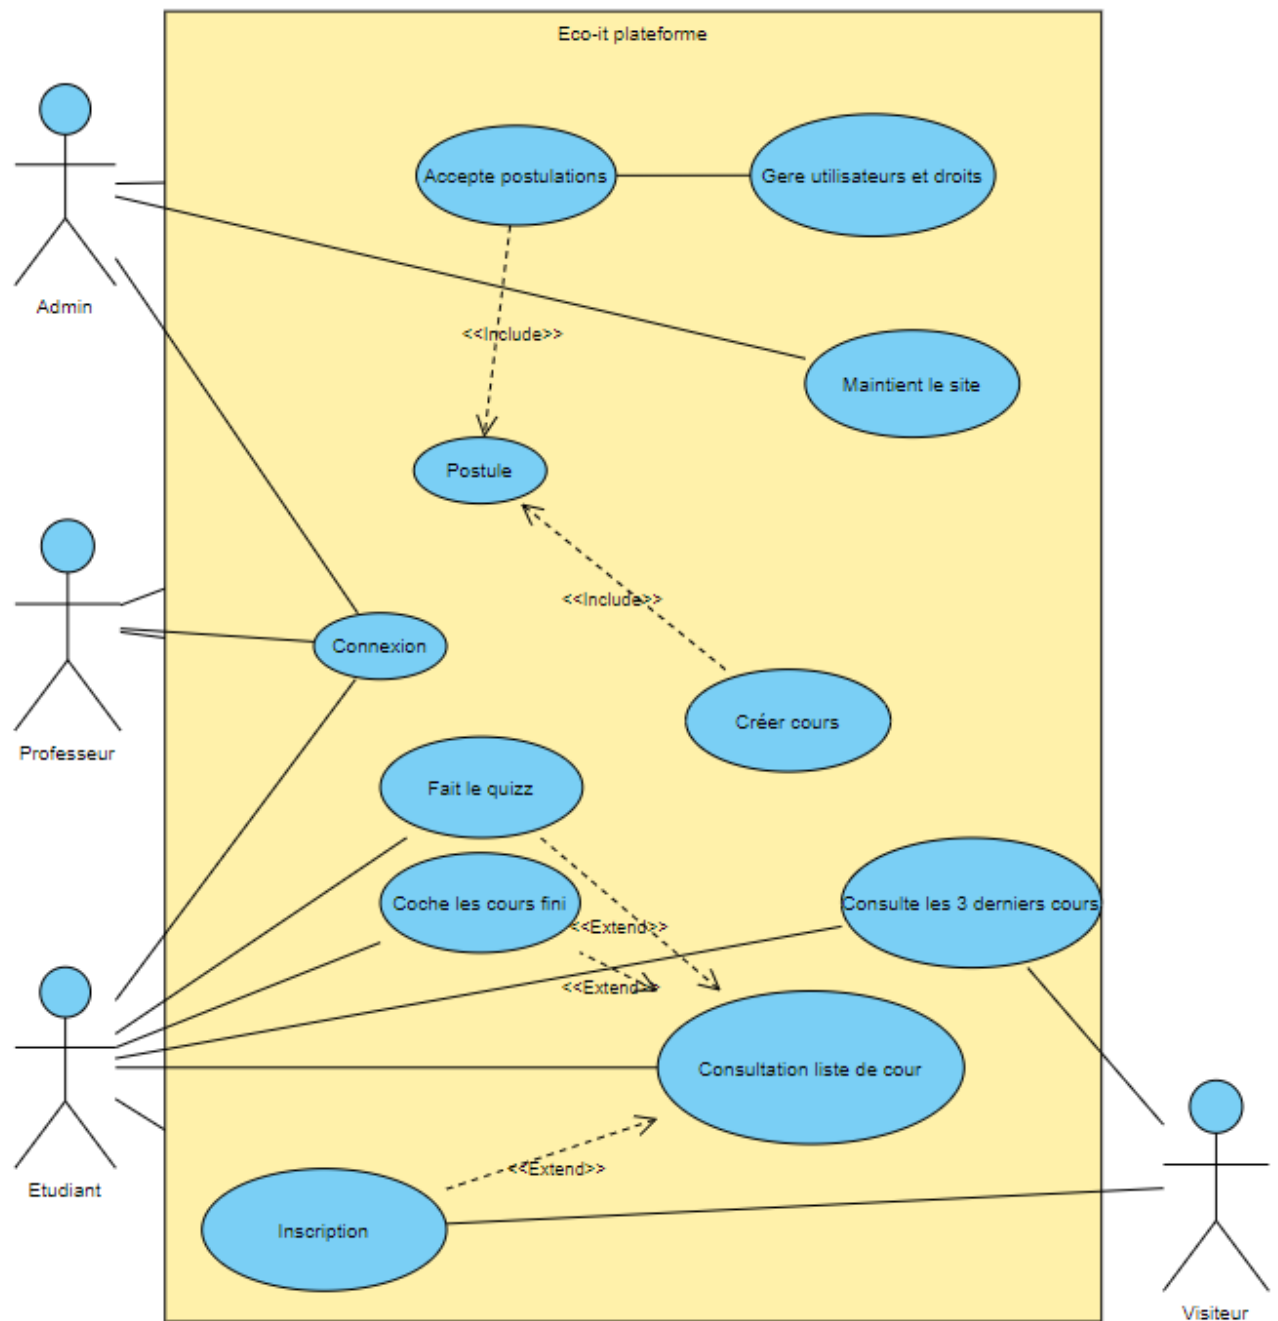 Eco-it plateforme
Accepte postulations
Gere utilisateurs et droits
Admin
<<Include>>
Maintient le site
Postule
<<Include>>
Connexion
Créer cours
Professeur
Fait le quizz
Coche les cours fini
Consulte les 3 derniers cours
<<Extend>>
<<Extend>>
Consultation liste de cour
<<Extend>>
Etudiant
Inscription
Visiteur